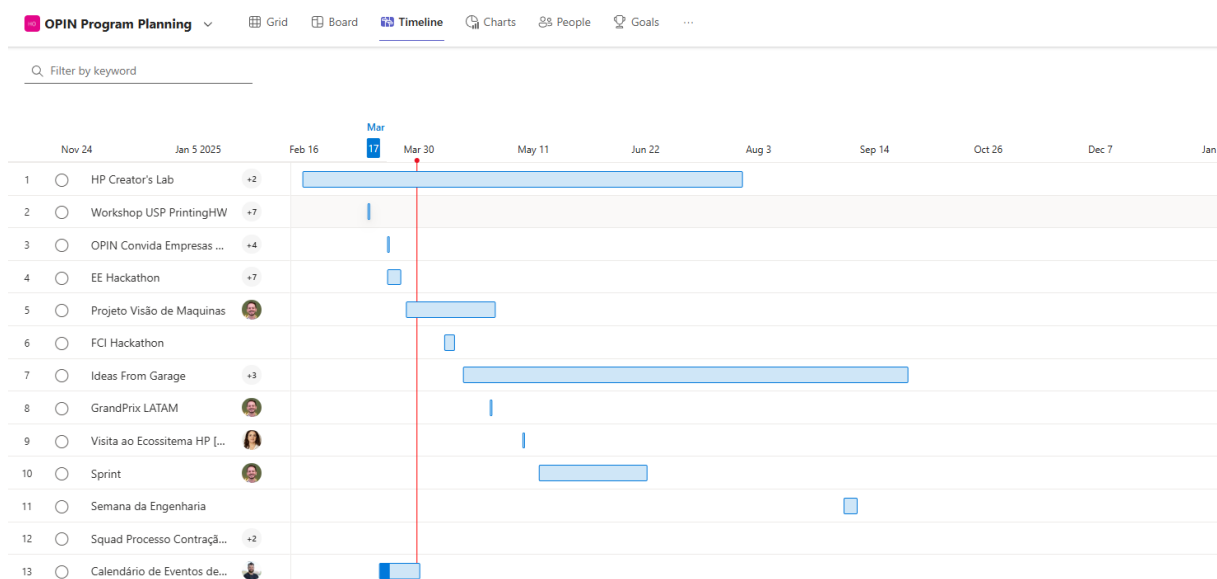 OPIN Program Planning Grid Board Timeline Charts People Goals ...
Filter by keyword
Mar
Nov 24 Jan 5 2025 Feb 16 17 Mar 30 May 11 Jun 22 Aug 3 Sep 14 Oct 26 Dec 7 Jan
1 HP Creator's Lab +2
2 Workshop USP PrintingHW +7
3 OPIN Convida Empresas ... +4
4 EE Hackathon +7
5 Projeto Visão de Maquinas
6 FCI Hackathon
7 Ideas From Garage +3
8 GrandPrix LATAM
9 Visita ao Ecossitema HP [...
10 Sprint
11 Semana da Engenharia
12 Squad Processo Contraçã... +2
13 Calendário de Eventos de...